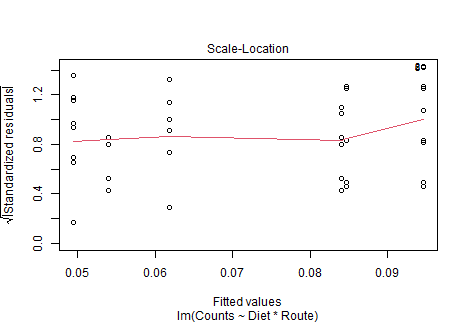 Scale-Location
√|Standardized residuals|
0.0 0.4 0.8 1.2
0.05 0.06 0.07 0.08 0.09
Fitted values
lm(Counts ~ Diet * Route)